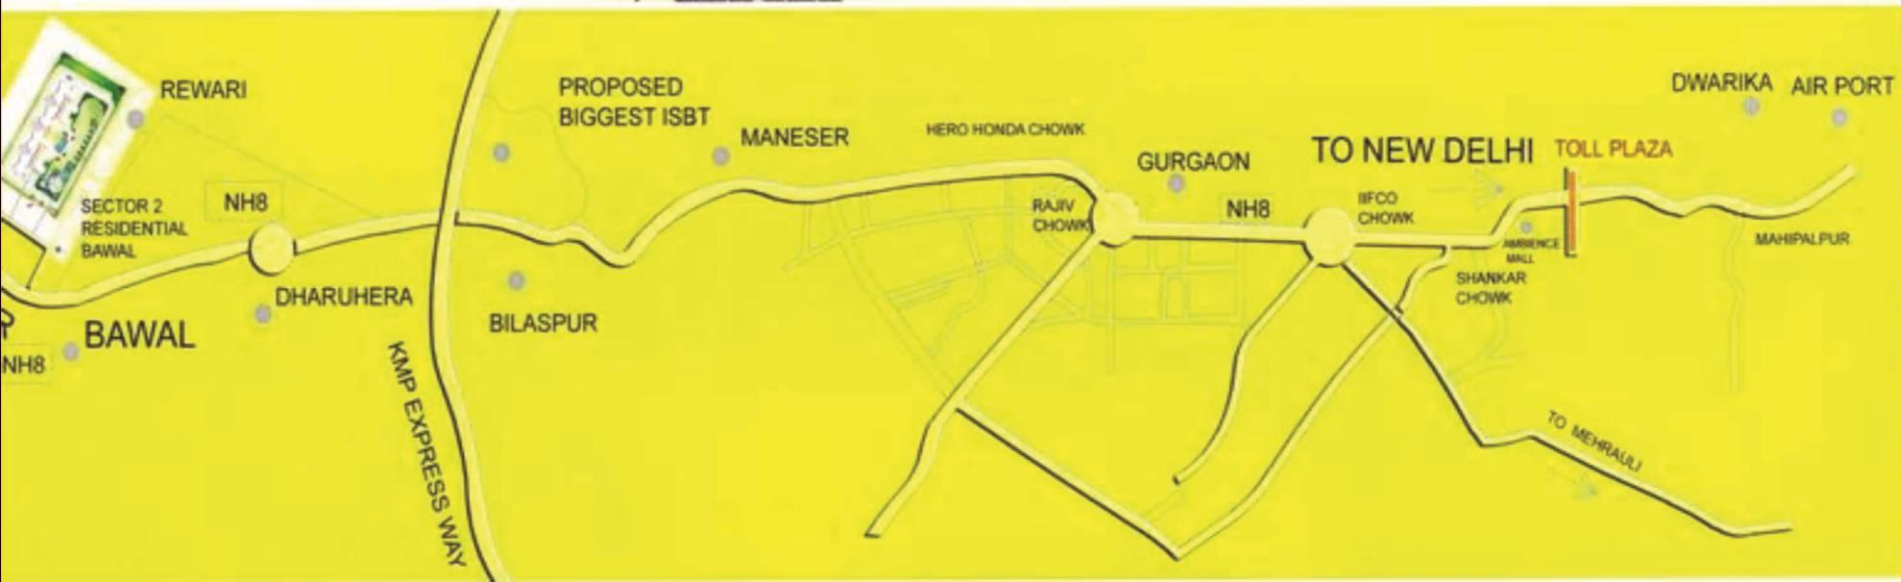 REWARI
SECTOR 2
RESIDENTIAL
BAWAL
NH8
DHARUHERA
BAWAL
NH8
KMP EXPRESS WAY
PROPOSED
BIGGEST ISBT
BILASPUR
MANESER
HERO HONDA CHOWK
RAJIV
CHOWK
GURGAON
NH8
TO NEW DELHI
IIFCO
CHOWK
AMBIENCE
MALL
SHANKAR
CHOWK
TOLL PLAZA
DWARIKA
AIR PORT
MAHIPALPUR
TO MEHRAULI